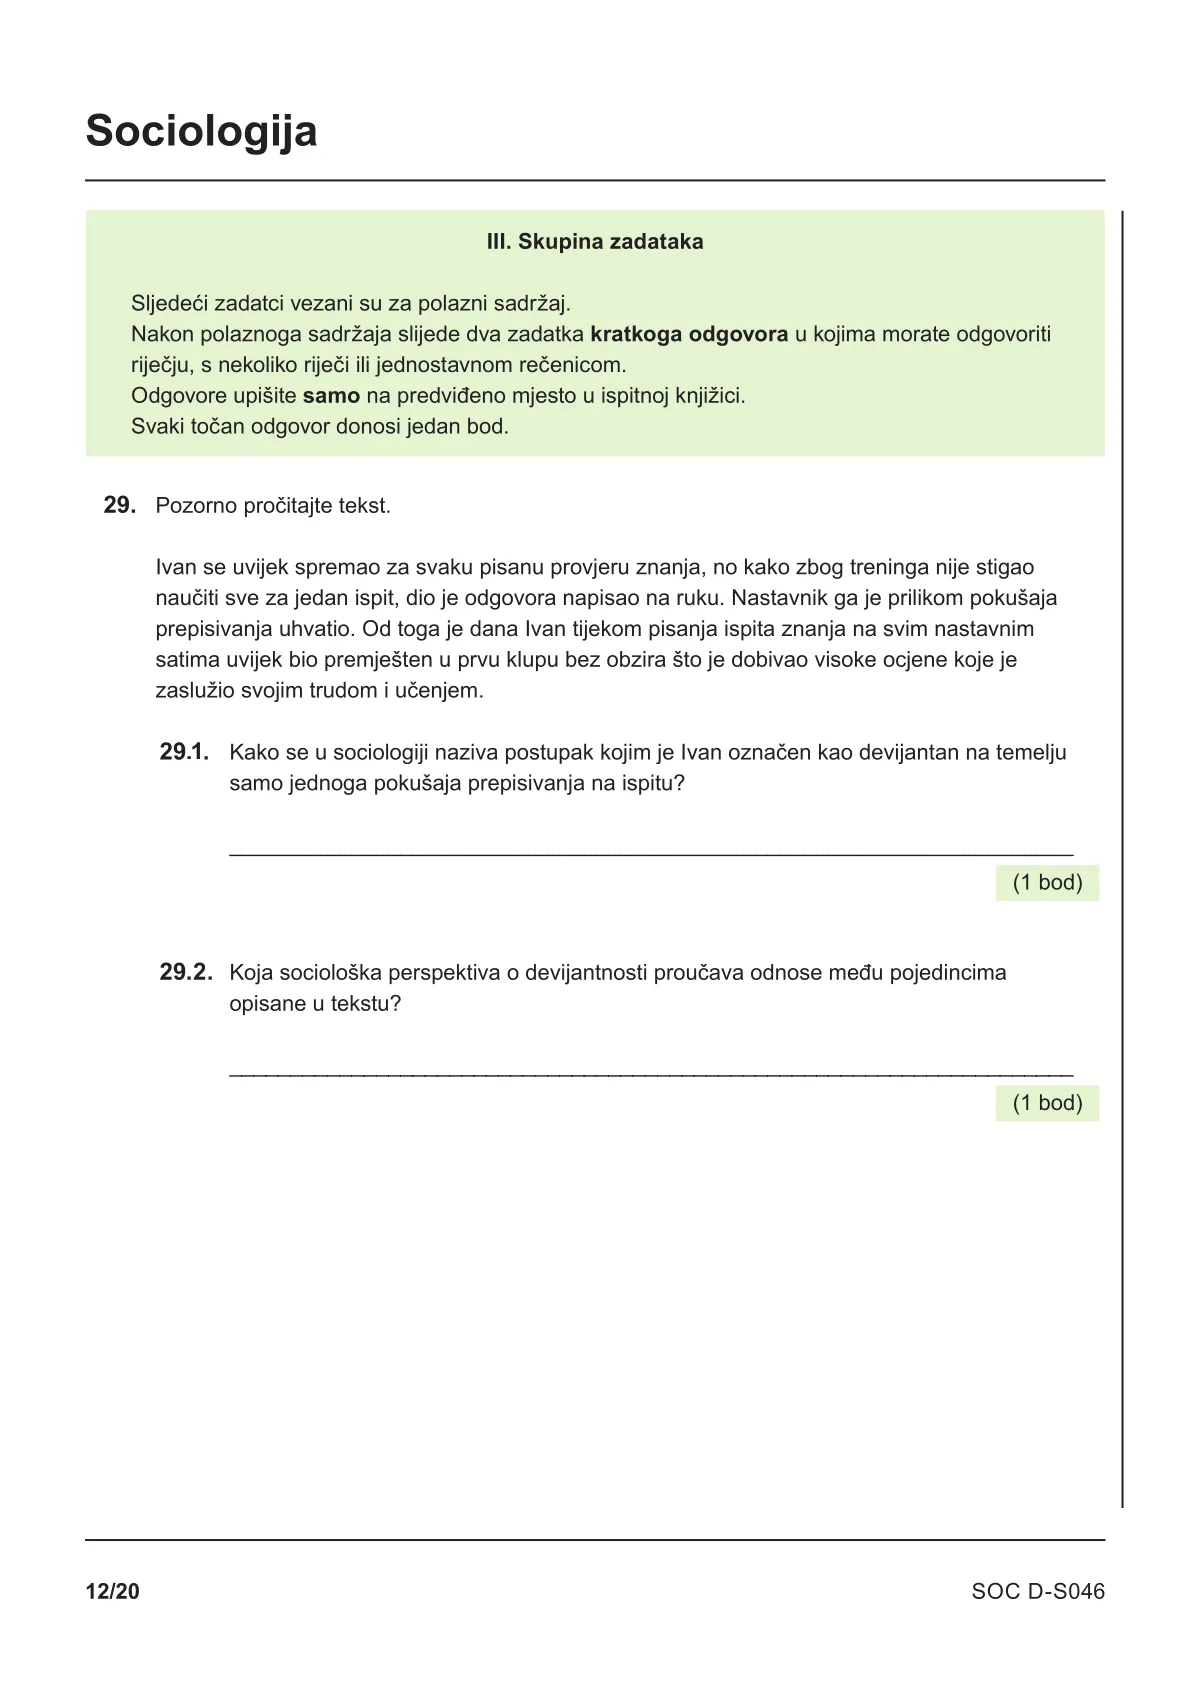 Sociologija
III. Skupina zadataka
Sljedeći zadatci vezani su za polazni sadržaj.
Nakon polaznoga sadržaja slijede dva zadatka kratkoga odgovora u kojima morate odgovoriti
riječju, s nekoliko riječi ili jednostavnom rečenicom.
Odgovore upišite samo na predviđeno mjesto u ispitnoj knjižici.
Svaki točan odgovor donosi jedan bod.
29. Pozorno pročitajte tekst.
Ivan se uvijek spremao za svaku pisanu provjeru znanja, no kako zbog treninga nije stigao
naučiti sve za jedan ispit, dio je odgovora napisao na ruku. Nastavnik ga je prilikom pokušaja
prepisivanja uhvatio. Od toga je dana Ivan tijekom pisanja ispita znanja na svim nastavnim
satima uvijek bio premješten u prvu klupu bez obzira što je dobivao visoke ocjene koje je
zaslužio svojim trudom i učenjem.
29.1. Kako se u sociologiji naziva postupak kojim je Ivan označen kao devijantan na temelju
samo jednoga pokušaja prepisivanja na ispitu?
(1 bod)
29.2. Koja sociološka perspektiva o devijantnosti proučava odnose među pojedincima
opisane u tekstu?
(1 bod)
12/20 SOC D-S046